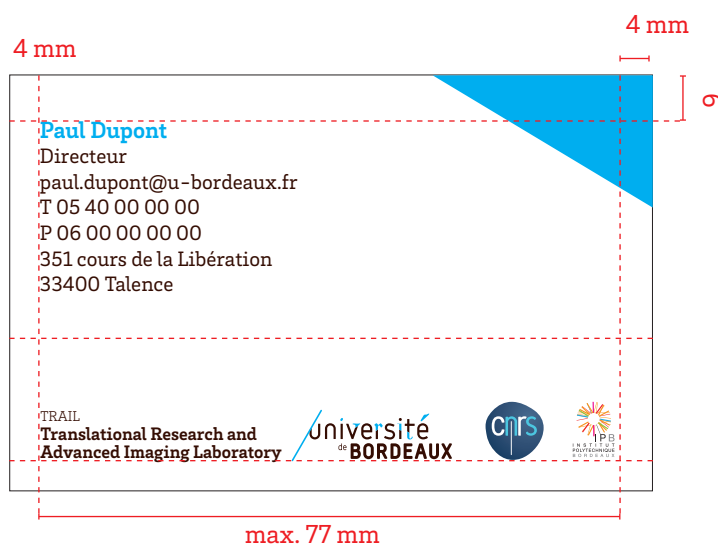 4 mm
4 mm
6
Paul Dupont
Directeur
paul.dupont@u-bordeaux.fr
T 05 40 00 00 00
P 06 00 00 00 00
351 cours de la Libération
33400 Talence
TRAIL
Translational Research and
Advanced Imaging Laboratory
université
de BORDEAUX
cnrs
IPB
INSTITUT
POLYTECHNIQUE
BORDEAUX
max. 77 mm